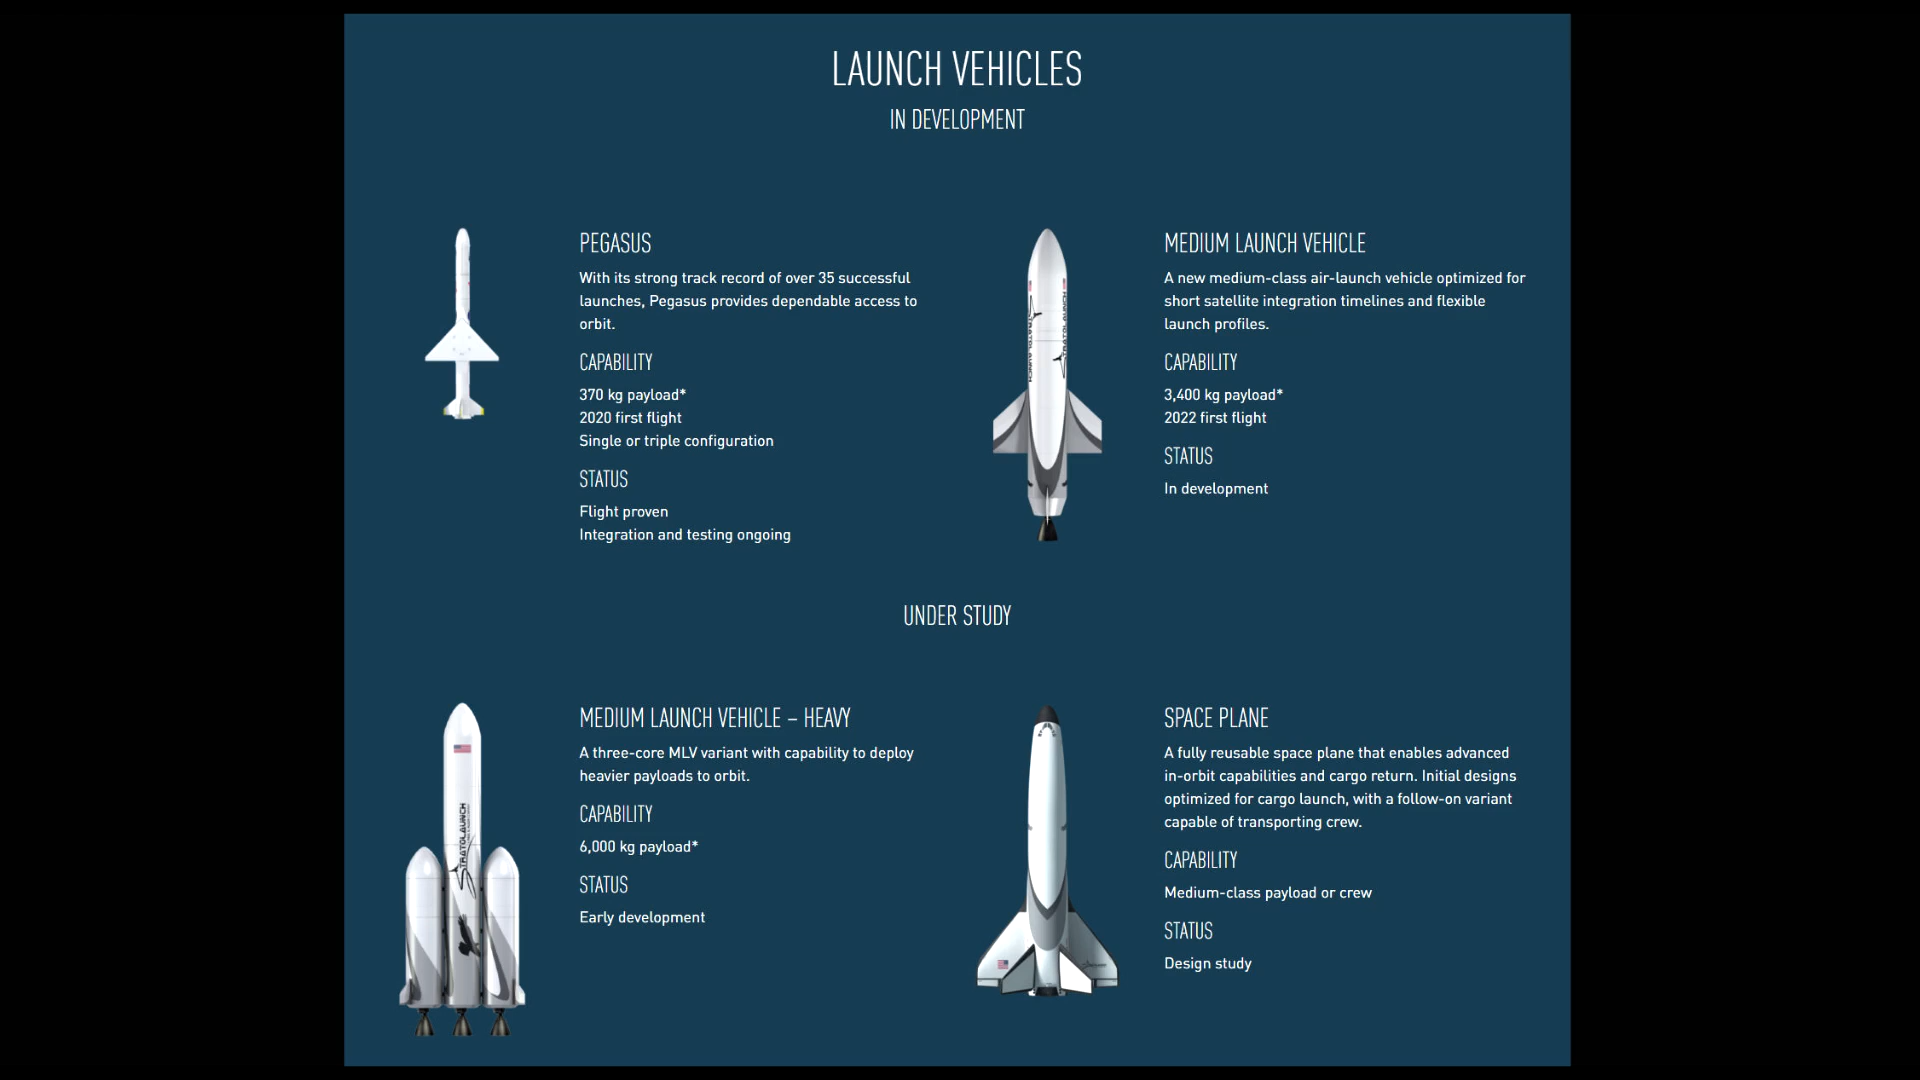 LAUNCH VEHICLES
IN DEVELOPMENT
PEGASUS
With its strong track record of over 35 successful
launches, Pegasus provides dependable access to
orbit.
CAPABILITY
370 kg payload*
2020 first flight
Single or triple configuration
STATUS
Flight proven
Integration and testing ongoing
STRATOLAUNCH
STRATOLAUNCH
MEDIUM LAUNCH VEHICLE
A new medium-class air-launch vehicle optimized for
short satellite integration timelines and flexible
launch profiles.
CAPABILITY
3,400 kg payload*
2022 first flight
STATUS
In development
UNDER STUDY
STRATOLAUNCH
MEDIUM LAUNCH VEHICLE – HEAVY
A three-core MLV variant with capability to deploy
heavier payloads to orbit.
CAPABILITY
6,000 kg payload*
STATUS
Early development
SPACE PLANE
A fully reusable space plane that enables advanced
in-orbit capabilities and cargo return. Initial designs
optimized for cargo launch, with a follow-on variant
capable of transporting crew.
CAPABILITY
Medium-class payload or crew
STATUS
Design study